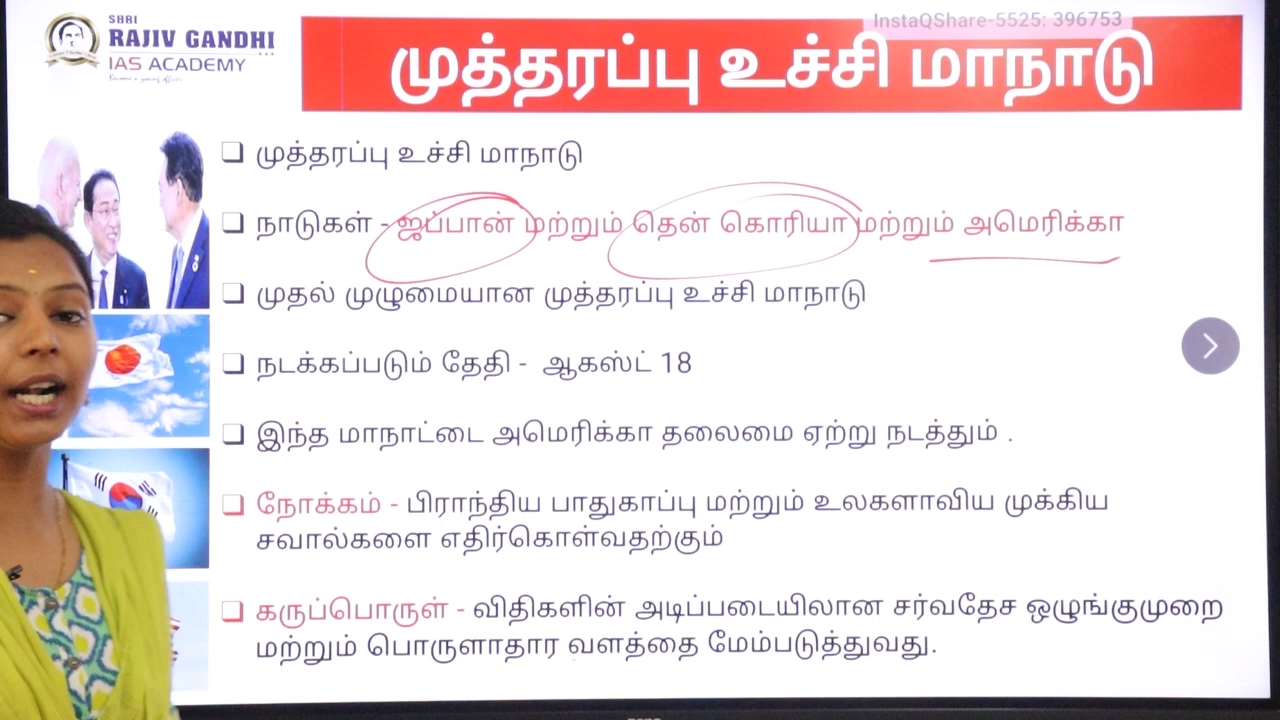 SHRI
RAJIV GANDHI
IAS ACADEMY
InstaQShare-5525: 396753
முத்தரப்பு உச்சி மாநாடு
முத்தரப்பு உச்சி மாநாடு
நாடுகள் - ஜப்பான் மற்றும் தென் கொரியா மற்றும் அமெரிக்கா
முதல் முழுமையான முத்தரப்பு உச்சி மாநாடு
நடக்கப்படும் தேதி - ஆகஸ்ட் 18
இந்த மாநாட்டை அமெரிக்கா தலைமை ஏற்று நடத்தும் .
நோக்கம் - பிராந்திய பாதுகாப்பு மற்றும் உலகளாவிய முக்கிய
சவால்களை எதிர்கொள்வதற்கும்
கருப்பொருள் - விதிகளின் அடிப்படையிலான சர்வதேச ஒழுங்குமுறை
மற்றும் பொருளாதார வளத்தை மேம்படுத்துவது.